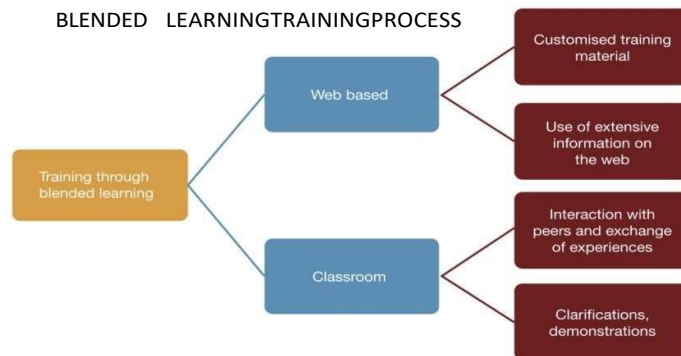 BLENDED LEARNINGTRAININGPROCESS
Customised training
material
Web based
Use of extensive
information on
the web
Training through
blended learning
Interaction with
peers and exchange
of experiences
Classroom
Clarifications,
demonstrations